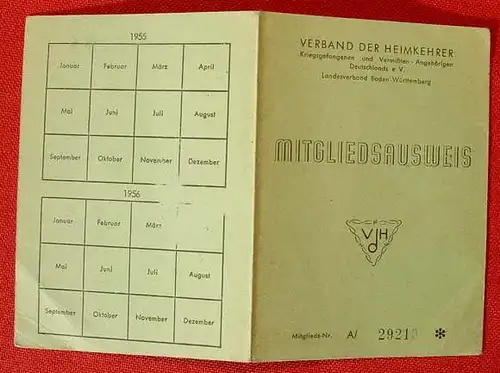 1955
Januar Februar März April
Mai Juni Juli August
September Oktober November Dezember
1956
Januar Februar März
Mai Juni Juli August
September Oktober November Dezember
VERBAND DER HEIMKEHRER
Kriegsgefangenen und Vermißten-Angehörigen
Deutschlands e.V.
Landesverband Baden-Württemberg
MITGLIEDSAUSWEIS
VdH
Mitglieds-Nr. A/ 2921 *